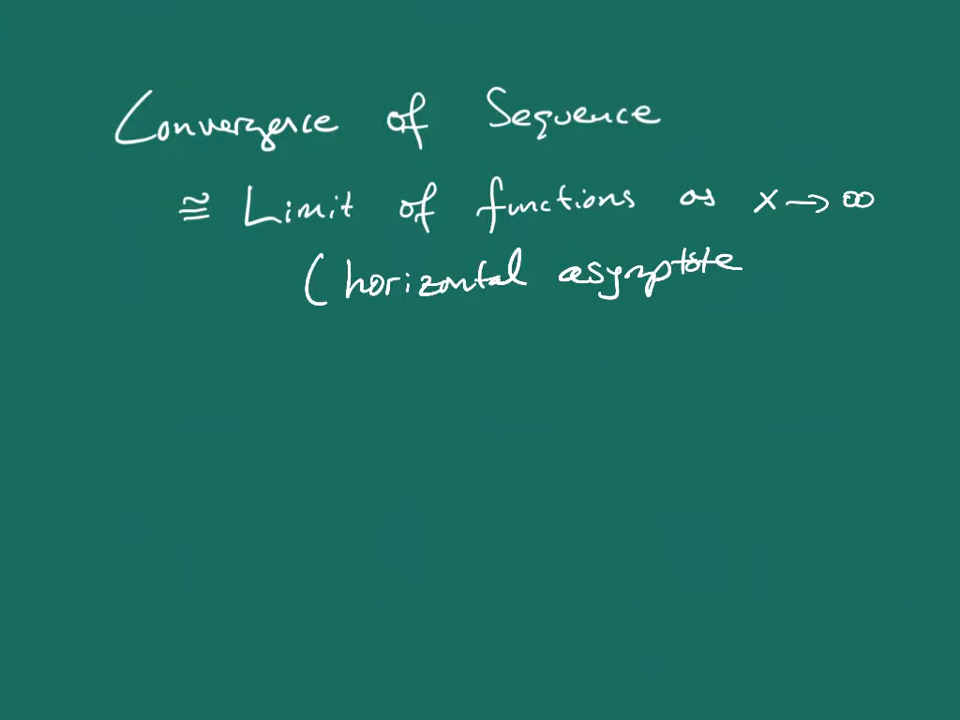 Convergence of Sequence
≅ Limit of functions as x → ∞
(horizontal asymptote